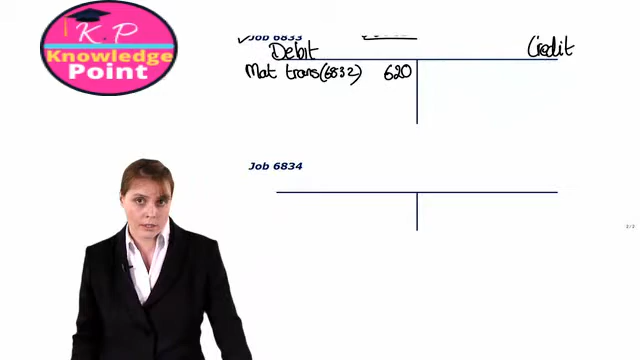 K.P
Knowledge
Point
Job 6833
Debit
Credit
Mat trans(6832) 620
Job 6834